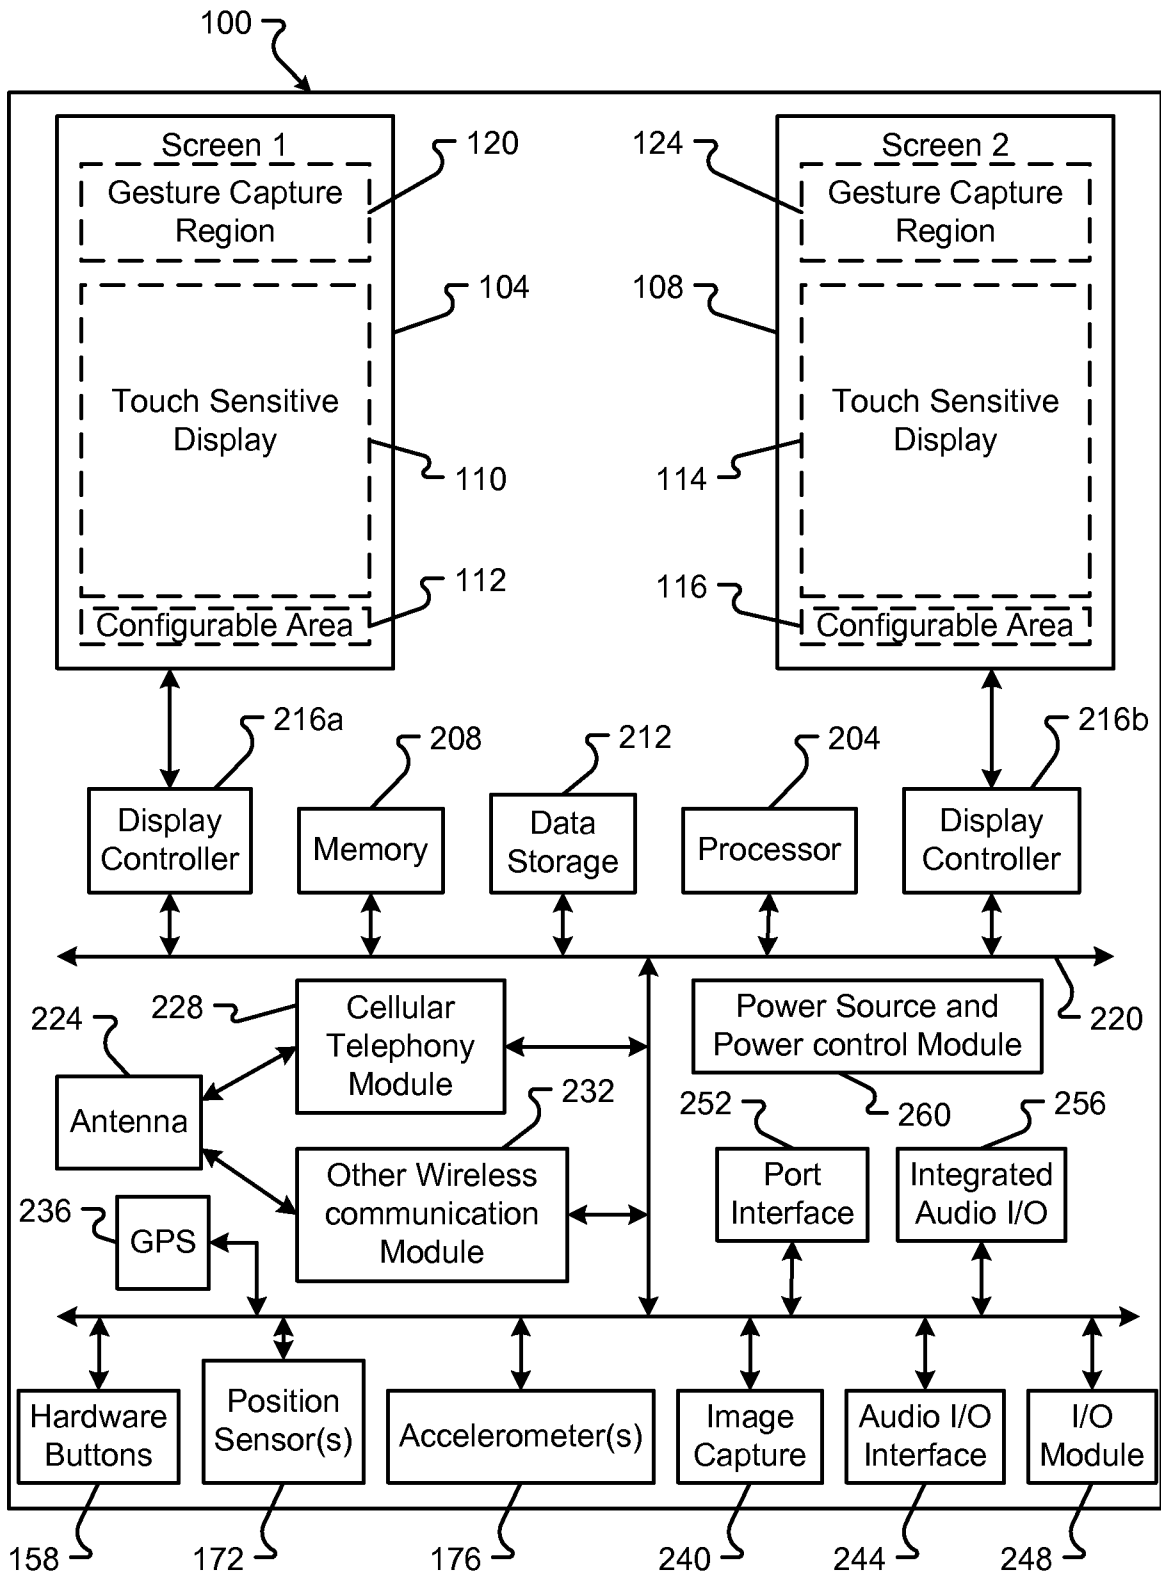 100
Screen 1
Gesture Capture
Region
120
104
Touch Sensitive
Display
110
112
Configurable Area
124
Screen 2
Gesture Capture
Region
108
Touch Sensitive
Display
114
116
Configurable Area
216a
208
212
204
216b
Display
Controller
Memory
Data
Storage
Processor
Display
Controller
228
Cellular
Telephony
Module
Power Source and
Power control Module
220
224
Antenna
232
252
260
256
Other Wireless
communication
Module
Port
Interface
Integrated
Audio I/O
236
GPS
Hardware
Buttons
Position
Sensor(s)
Accelerometer(s)
Image
Capture
Audio I/O
Interface
I/O
Module
158
172
176
240
244
248